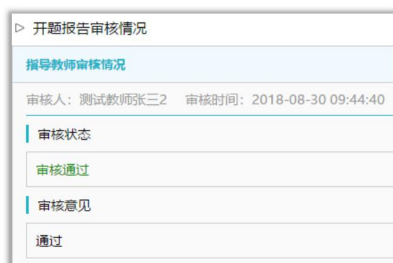 开题报告审核情况
指导教师审核情况
审核人：测试教师张三2 审核时间：2018-08-30 09:44:40
审核状态
审核通过
审核意见
通过